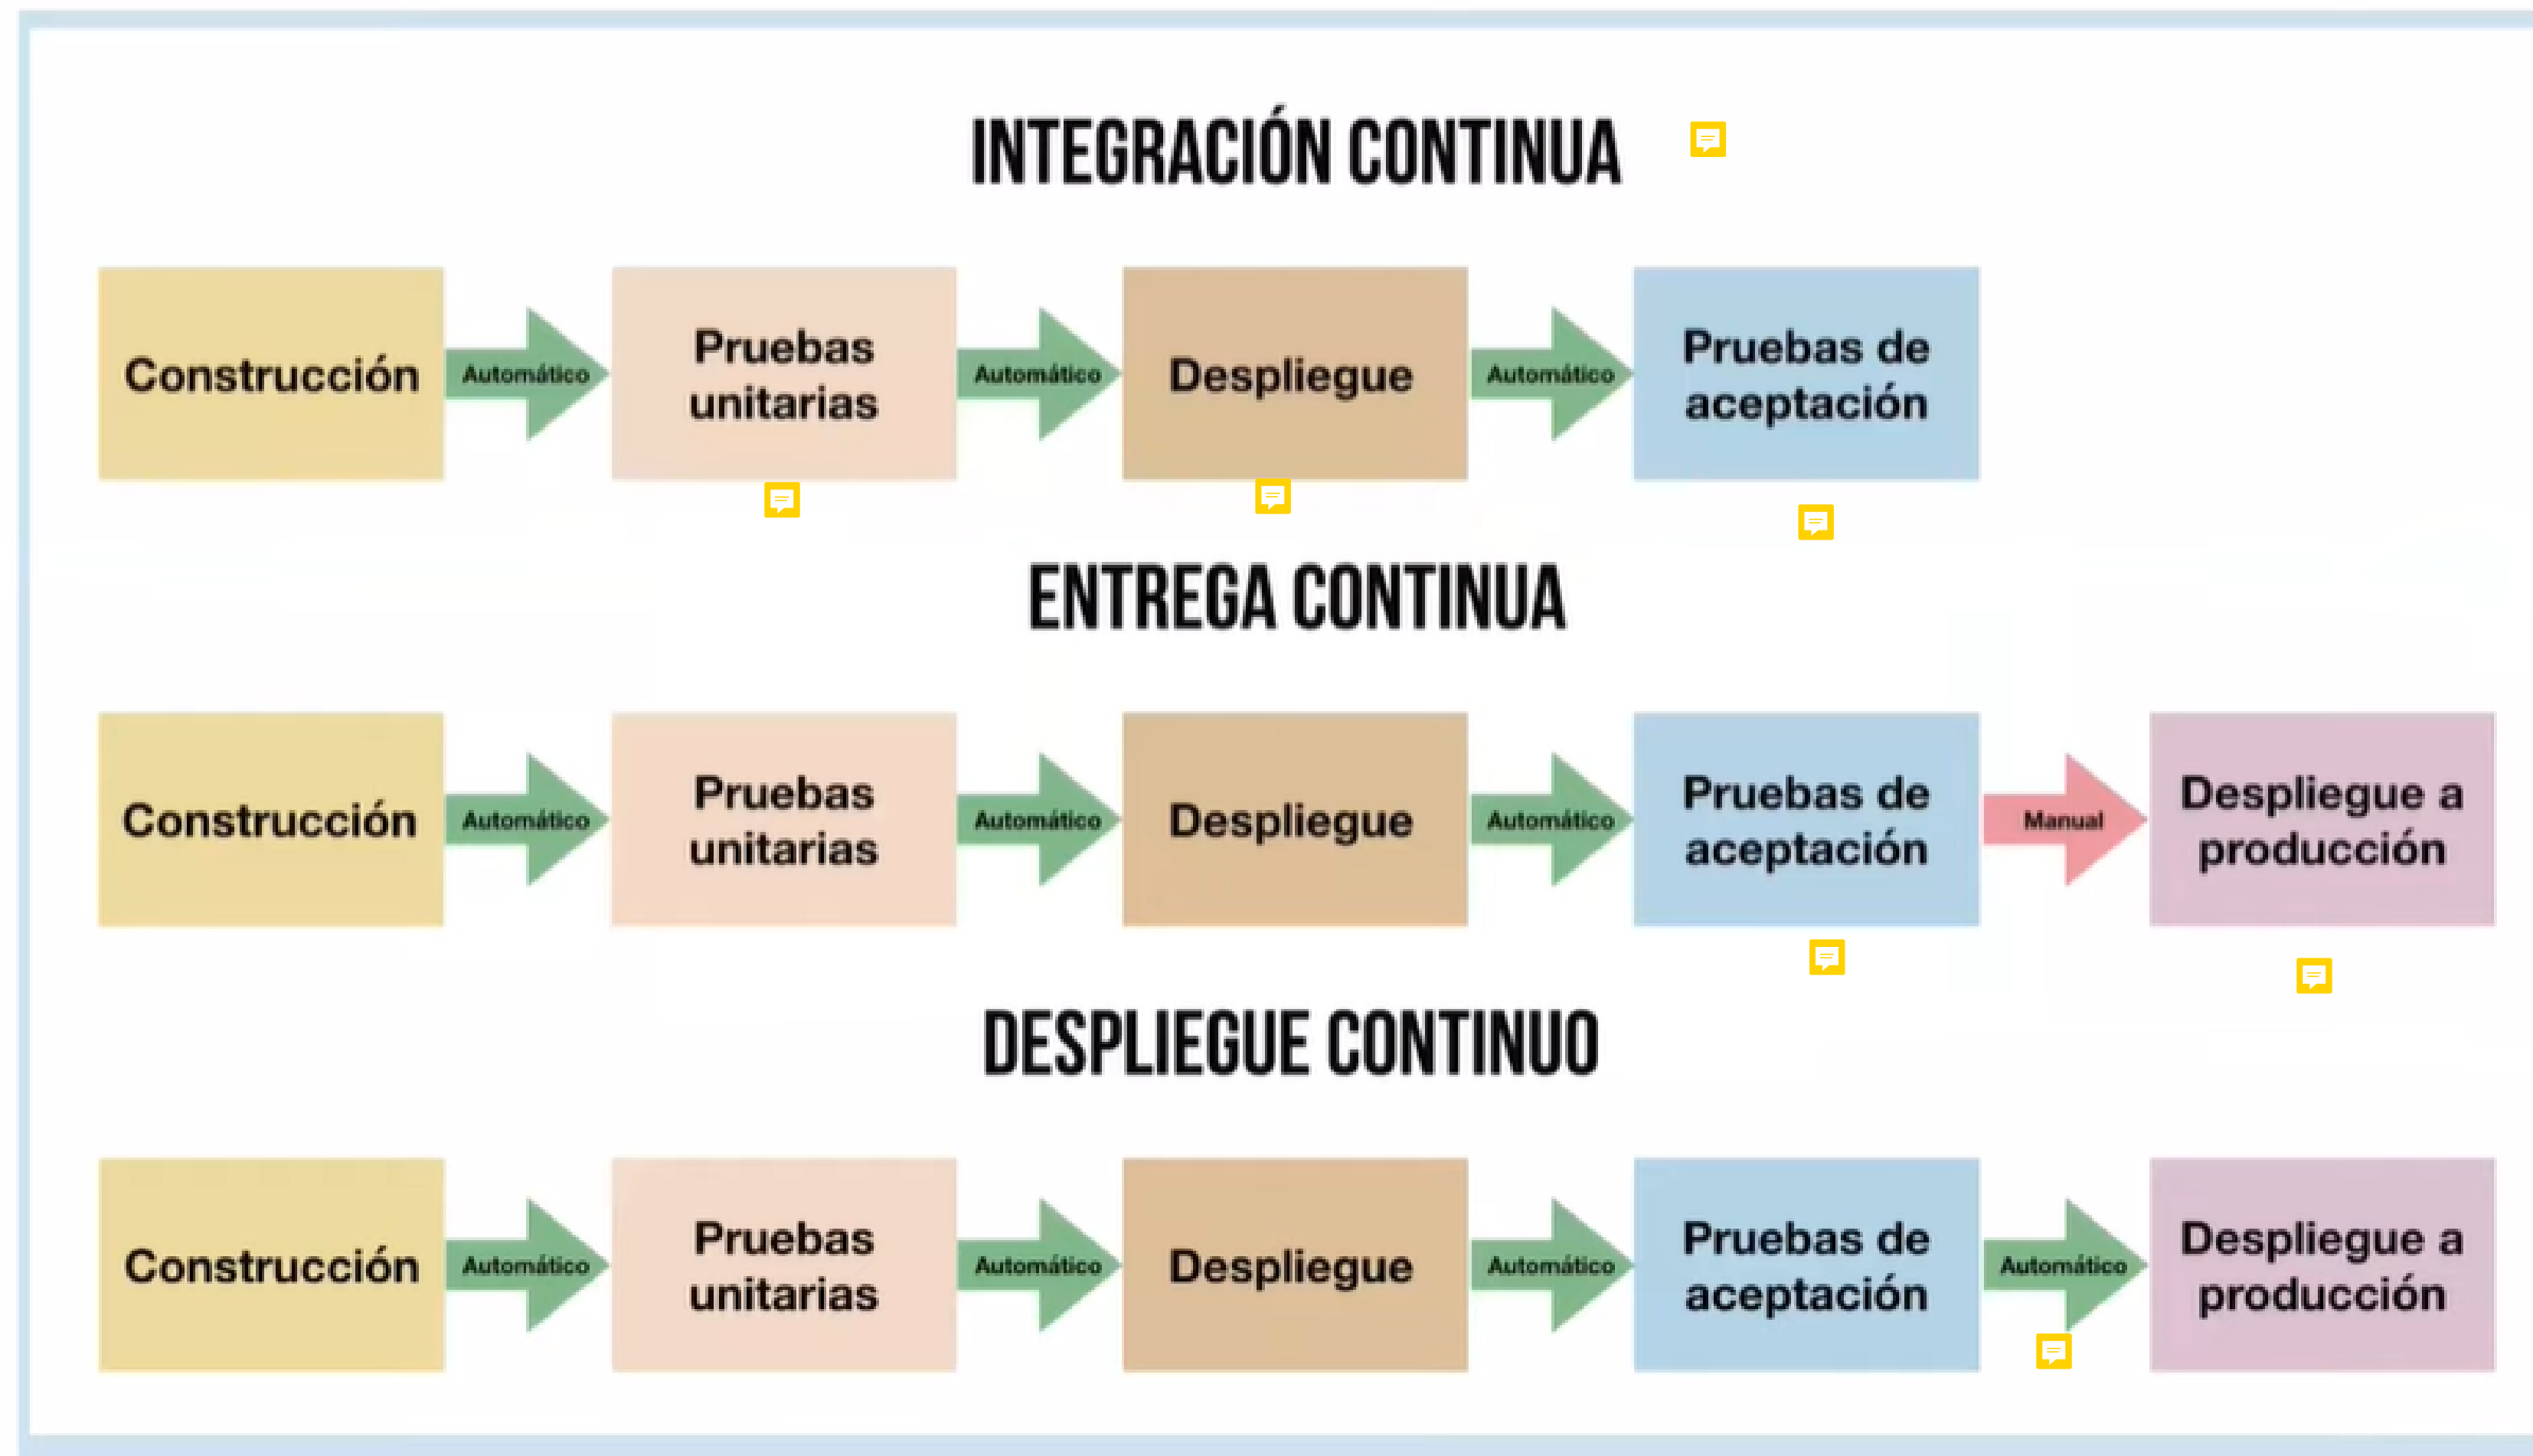 INTEGRACIÓN CONTINUA
Construcción
Automático
Pruebas
unitarias
Automático
Despliegue
Automático
Pruebas de
aceptación
ENTREGA CONTINUA
Construcción
Automático
Pruebas
unitarias
Automático
Despliegue
Automático
Pruebas de
aceptación
Manual
Despliegue a
producción
DESPLIEGUE CONTINUO
Construcción
Automático
Pruebas
unitarias
Automático
Despliegue
Automático
Pruebas de
aceptación
Automático
Despliegue a
producción